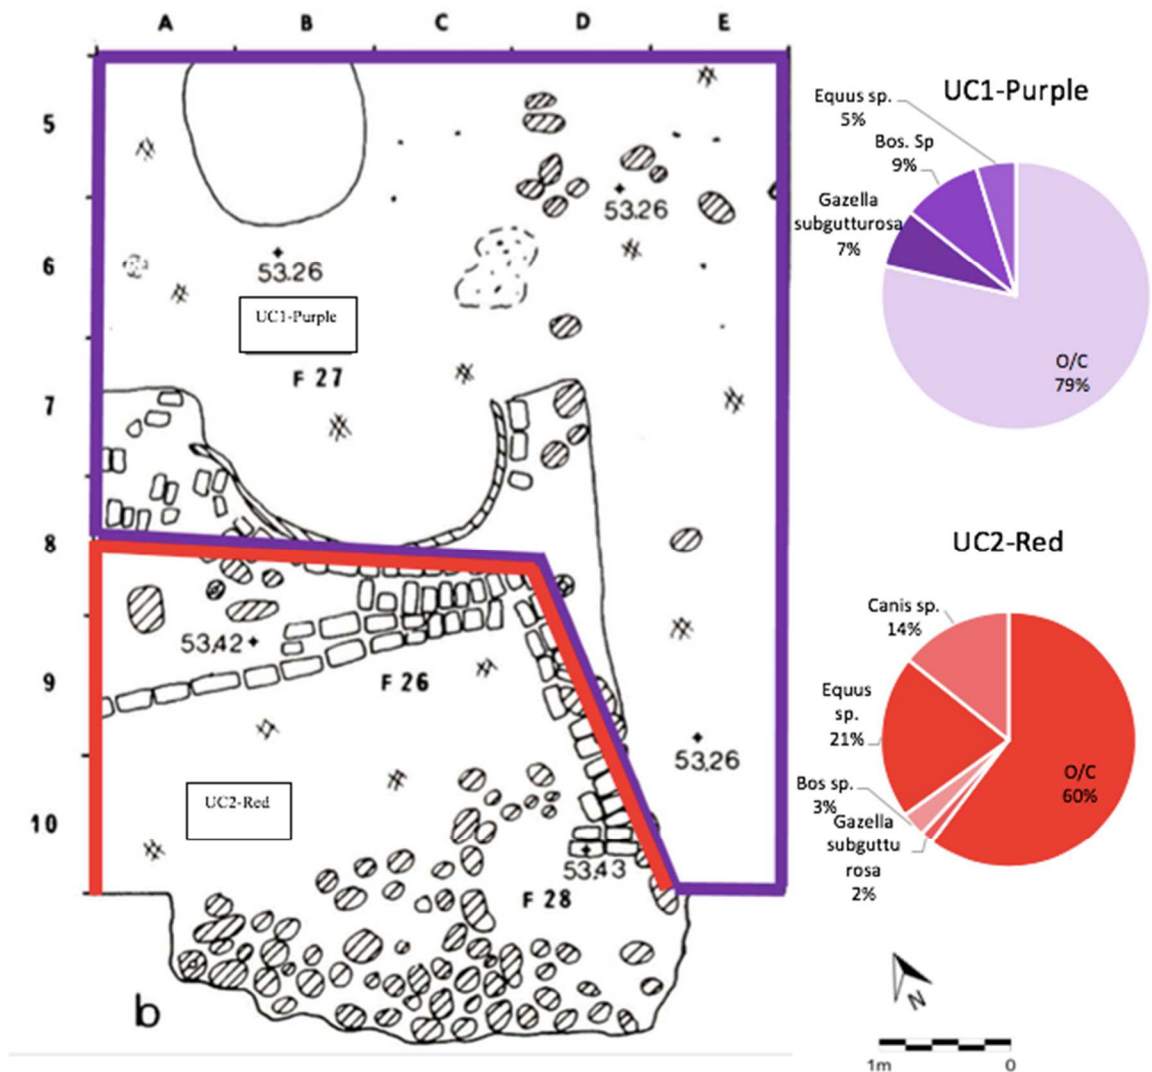 A B C D E
5
6
7
8
9
10
53.26
53.26
UC1-Purple
F 27
53,42
F 26
53,26
UC2-Red
53,43
F 28
b
UC1-Purple
Equus sp.
5%
Bos. Sp
9%
Gazella
subgutturosa
7%
O/C
79%
UC2-Red
Canis sp.
14%
Equus
sp.
21%
Bos sp.
3%
Gazella
subguttu
rosa
2%
O/C
60%
N
1m 0